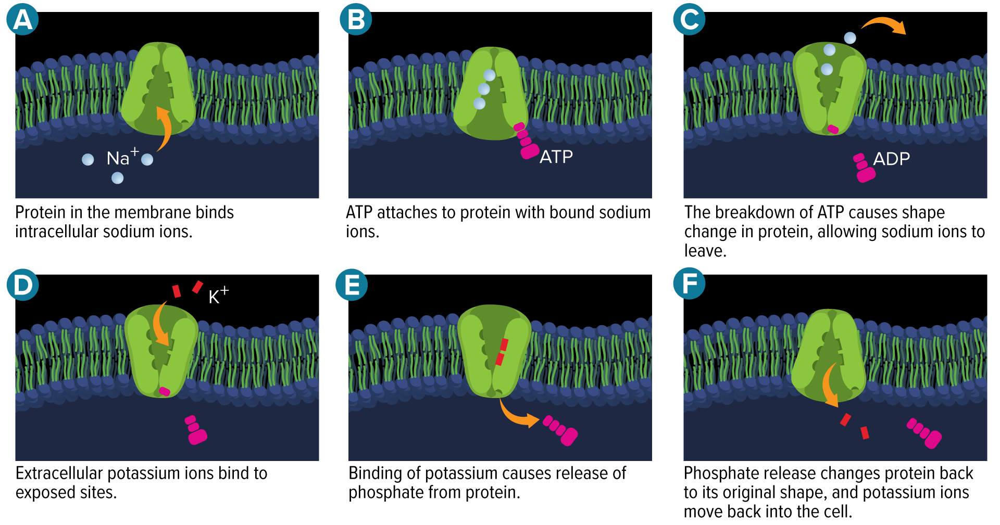 A
Na+
Protein in the membrane binds
intracellular sodium ions.
B
ATP
ATP attaches to protein with bound sodium
ions.
C
ADP
The breakdown of ATP causes shape
change in protein, allowing sodium ions to
leave.
D
K+
Extracellular potassium ions bind to
exposed sites.
E
Binding of potassium causes release of
phosphate from protein.
F
Phosphate release changes protein back
to its original shape, and potassium ions
move back into the cell.